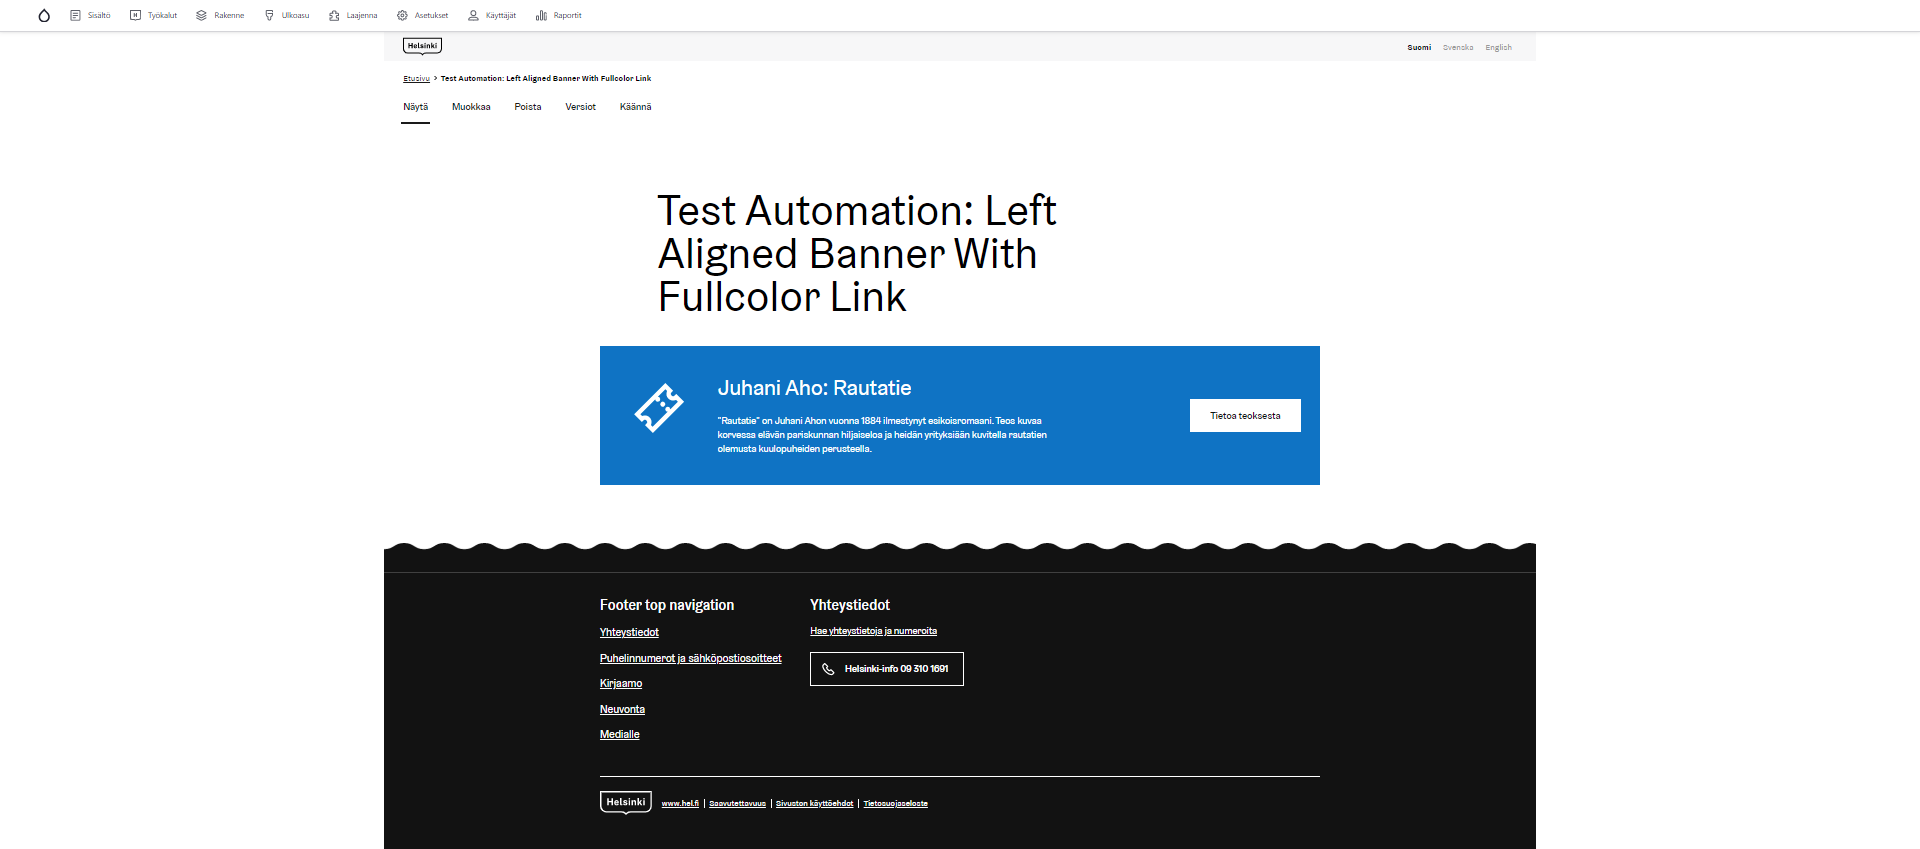 Sisältö Työkalut Rakenne Ulkoasu Laajenna Asetukset Käyttäjät Raportit
Helsinki
Suomi Svenska English
Etusivu > Test Automation: Left Aligned Banner With Fullcolor Link
Näytä Muokkaa Poista Versiot Käännä
Test Automation: Left
Aligned Banner With
Fullcolor Link
Juhani Aho: Rautatie
"Rautatie" on Juhani Ahon vuonna 1884 ilmestynyt esikoisromaani. Teos kuvaa
korvessa elävän pariskunnan hiljaiseloa ja heidän yrityksiään kuvitella rautatien
olemusta kuulopuheiden perusteella.
Tietoa teoksesta
Footer top navigation
Yhteystiedot
Puhelinnumerot ja sähköpostiosoitteet
Kirjaamo
Neuvonta
Medialle
Yhteystiedot
Hae yhteystietoja ja numeroita
Helsinki-info 09 310 1691
Helsinki
www.hel.fi | Saavutettavuus | Sivuston käyttöehdot | Tietosuojaseloste